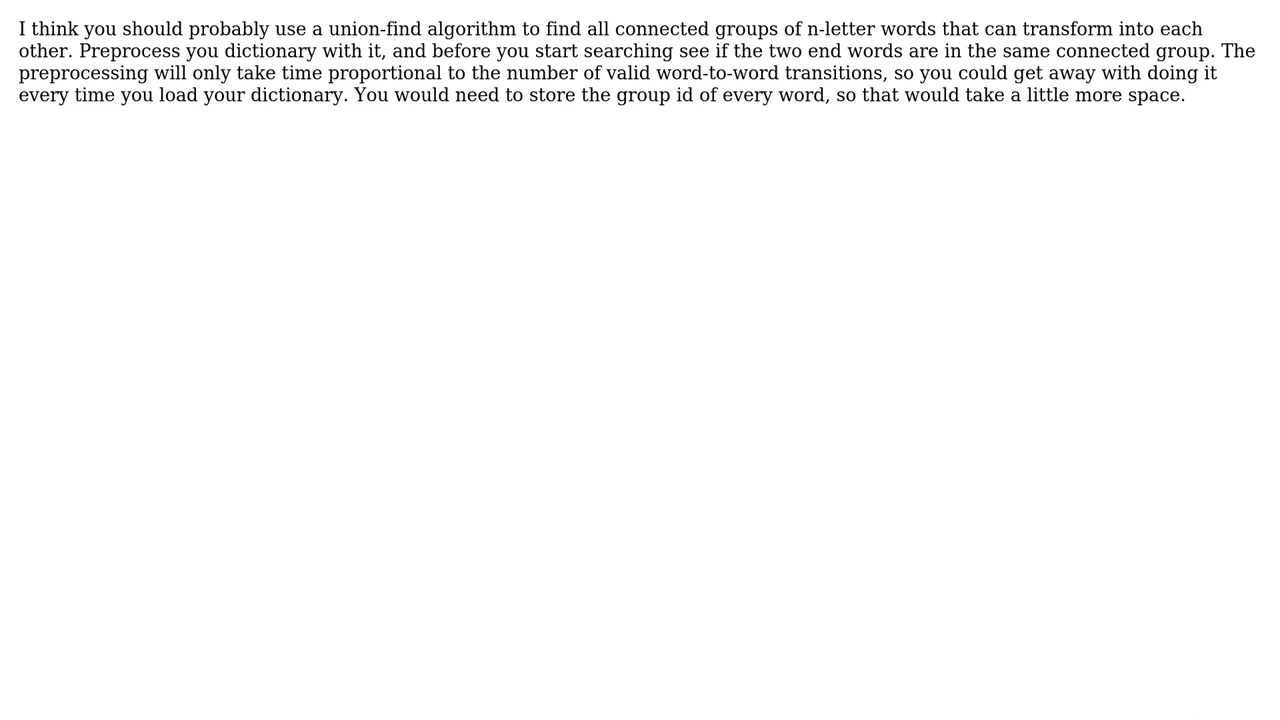 I think you should probably use a union-find algorithm to find all connected groups of n-letter words that can transform into each
other. Preprocess you dictionary with it, and before you start searching see if the two end words are in the same connected group. The
preprocessing will only take time proportional to the number of valid word-to-word transitions, so you could get away with doing it
every time you load your dictionary. You would need to store the group id of every word, so that would take a little more space.